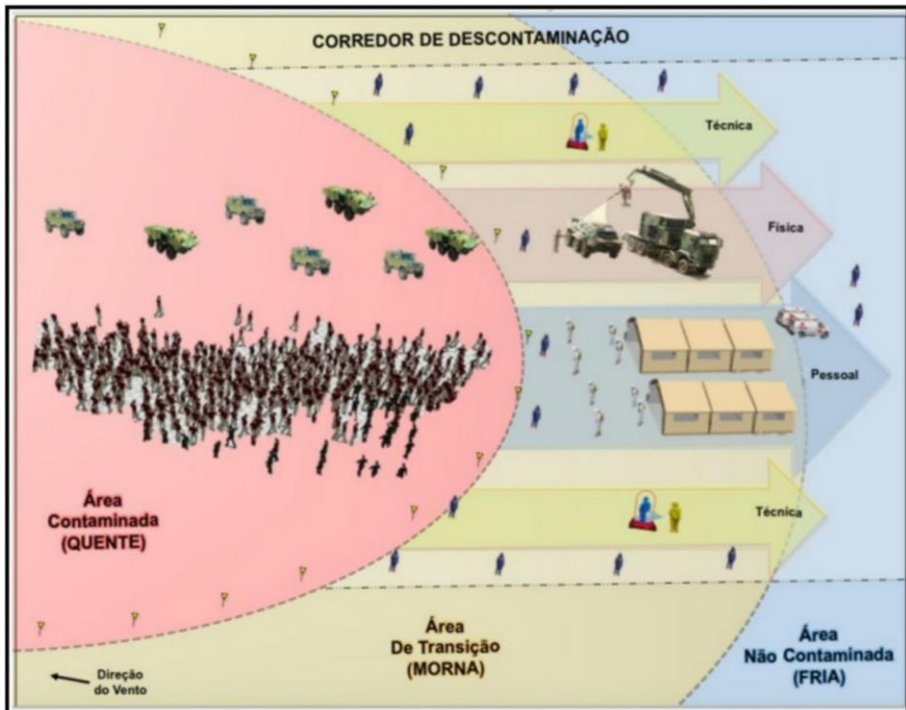 CORREDOR DE DESCONTAMINAÇÃO
Técnica
Física
Pessoal
Técnica
Área
Contaminada
(QUENTE)
Área
De Transição
(MORNA)
Área
Não Contaminada
(FRIA)
Direção
do Vento